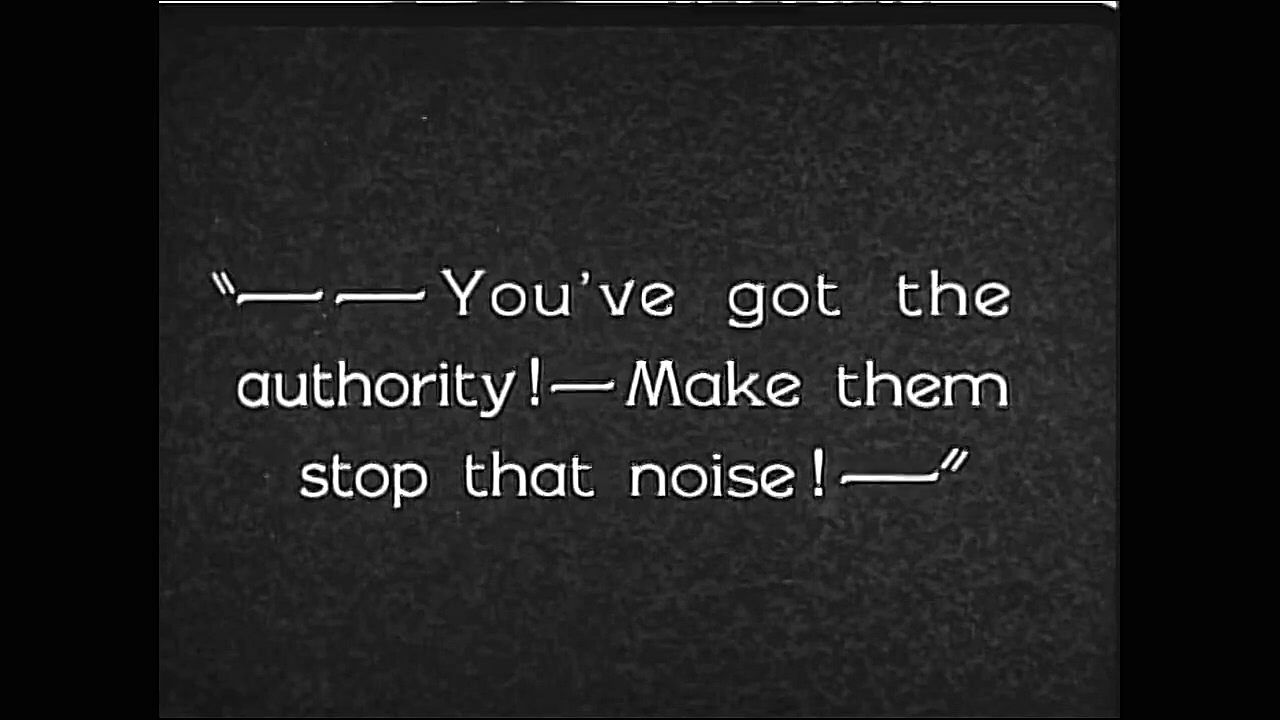 "— — You've got the
authority!—Make them
stop that noise!—"